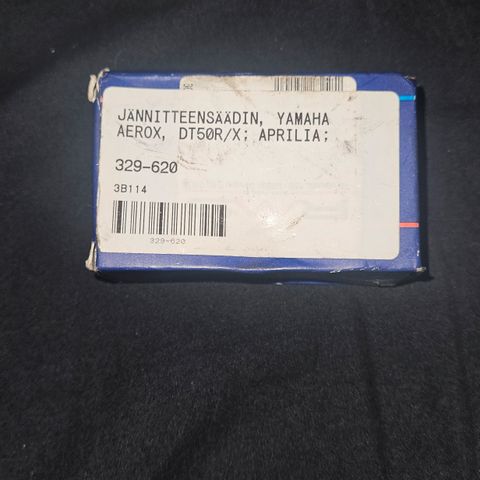 JÄNNITTEENSÄÄDIN, YAMAHA
AEROX, DT50R/X; APRILIA;
329-620
3B114
329-620